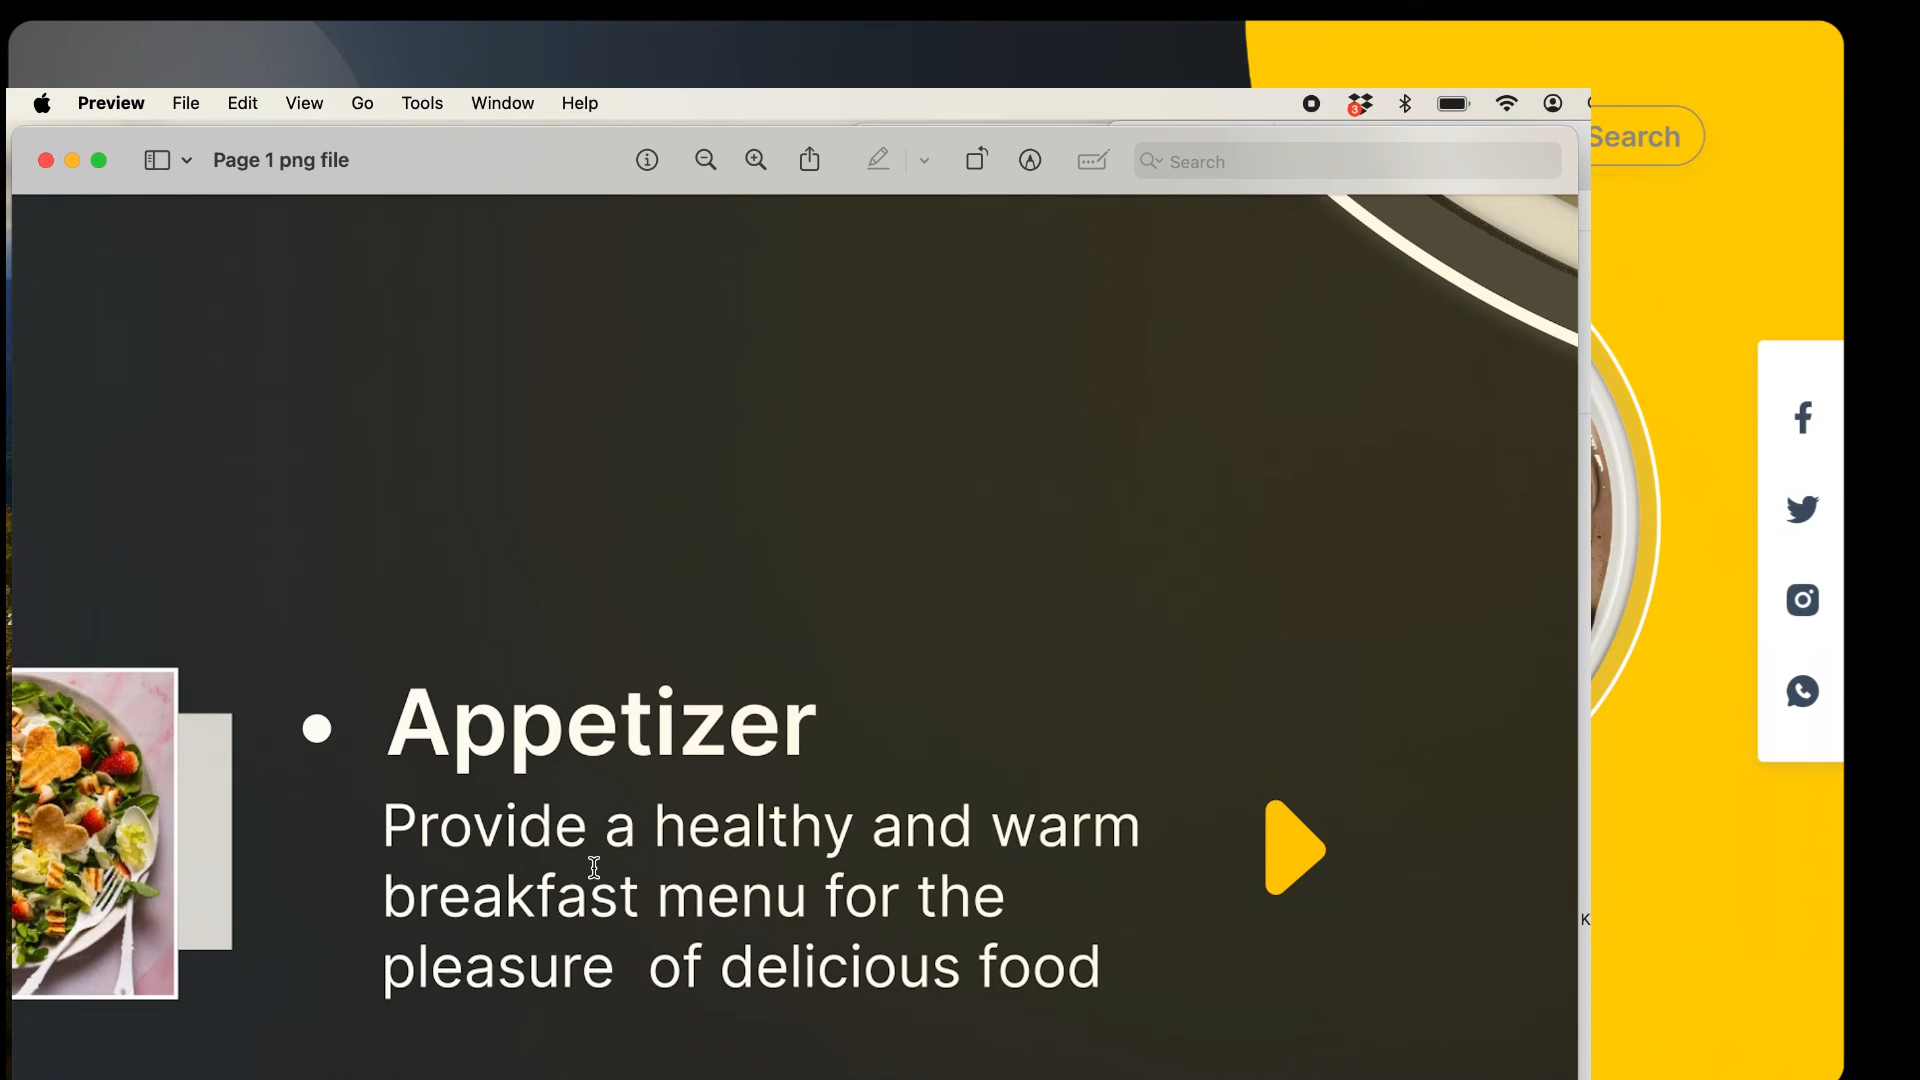 Preview File Edit View Go Tools Window Help
3
Search
Page 1 png file
Search
Appetizer
Provide a healthy and warm
breakfast menu for the
pleasure of delicious food
K